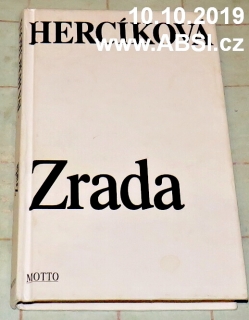 10.10.2019
www.ABSI.cz
HERCÍKOVÁ
Zrada
MOTTO